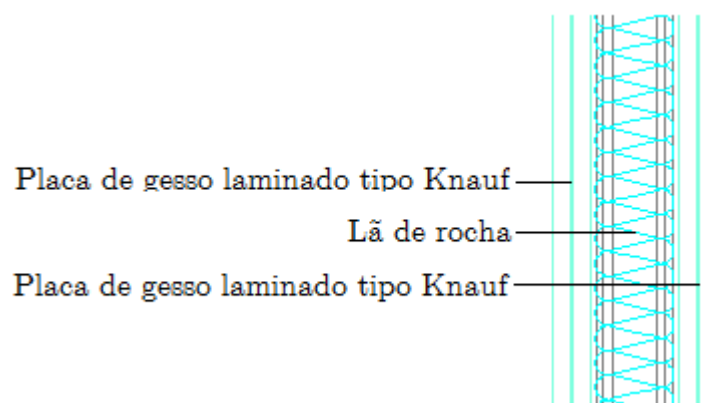 Placa de gesso laminado tipo Knauf
Lã de rocha
Placa de gesso laminado tipo Knauf